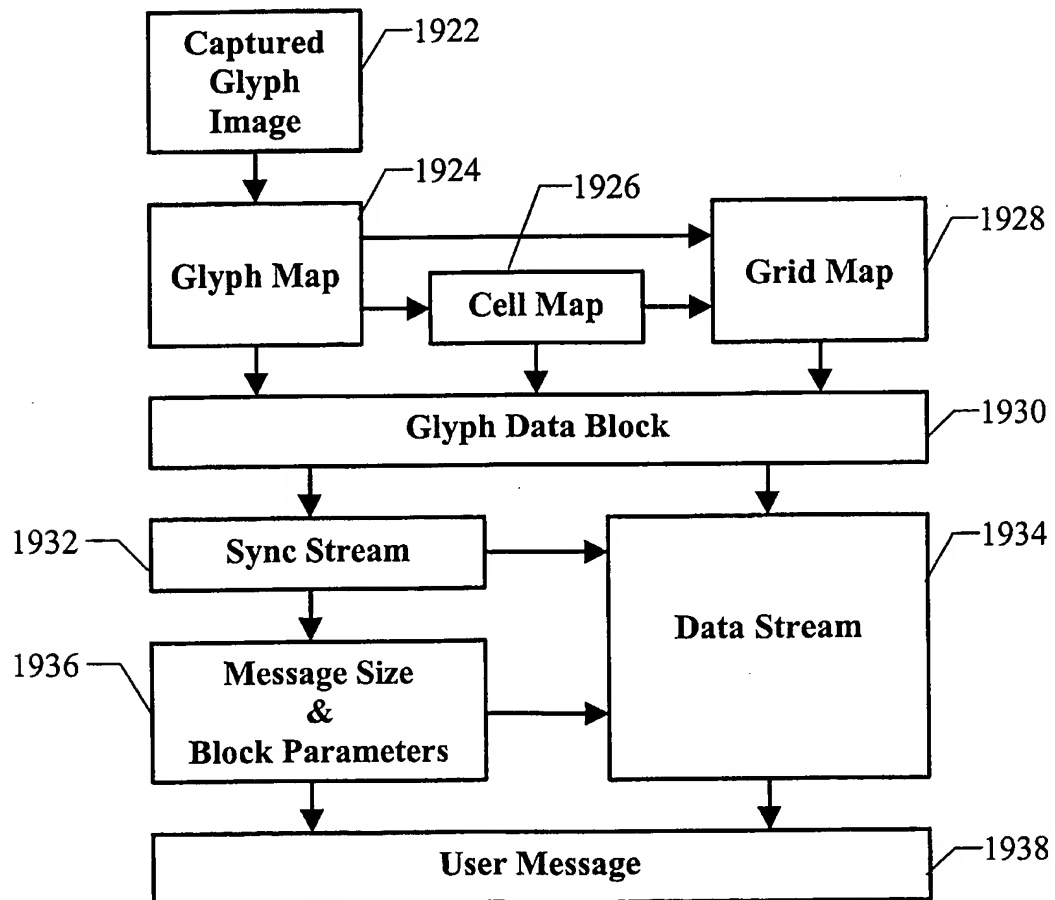 Captured
Glyph
Image
1922
1924
1926
1928
Glyph Map
Cell Map
Grid Map
Glyph Data Block
1930
1932
Sync Stream
1934
Data Stream
1936
Message Size
&
Block Parameters
User Message
1938